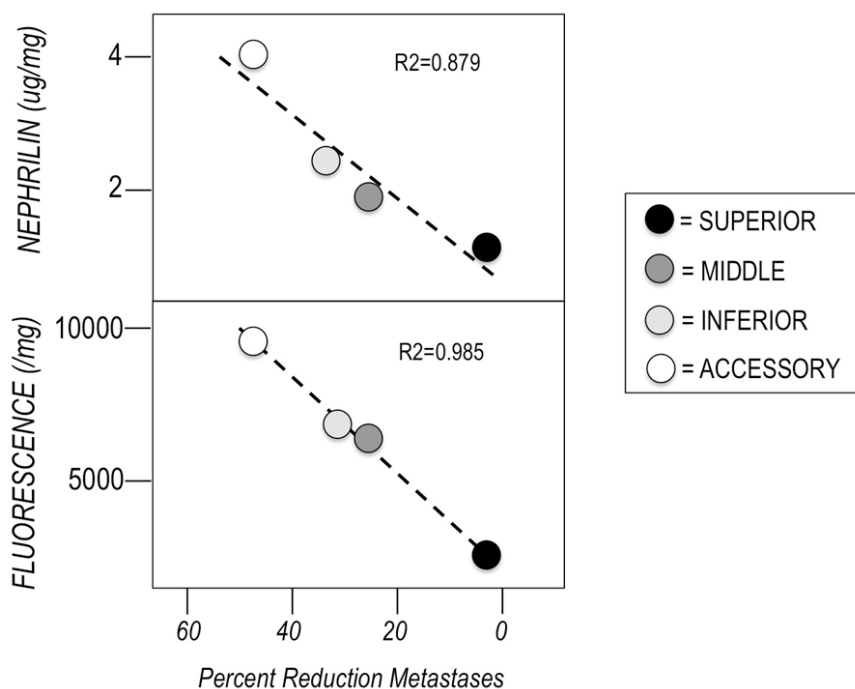 NEPHRILIN (ug/mg)
4
2
R2=0.879
FLUORESCENCE (/mg)
10000
5000
R2=0.985
60 40 20 0
Percent Reduction Metastases
= SUPERIOR
= MIDDLE
= INFERIOR
= ACCESSORY